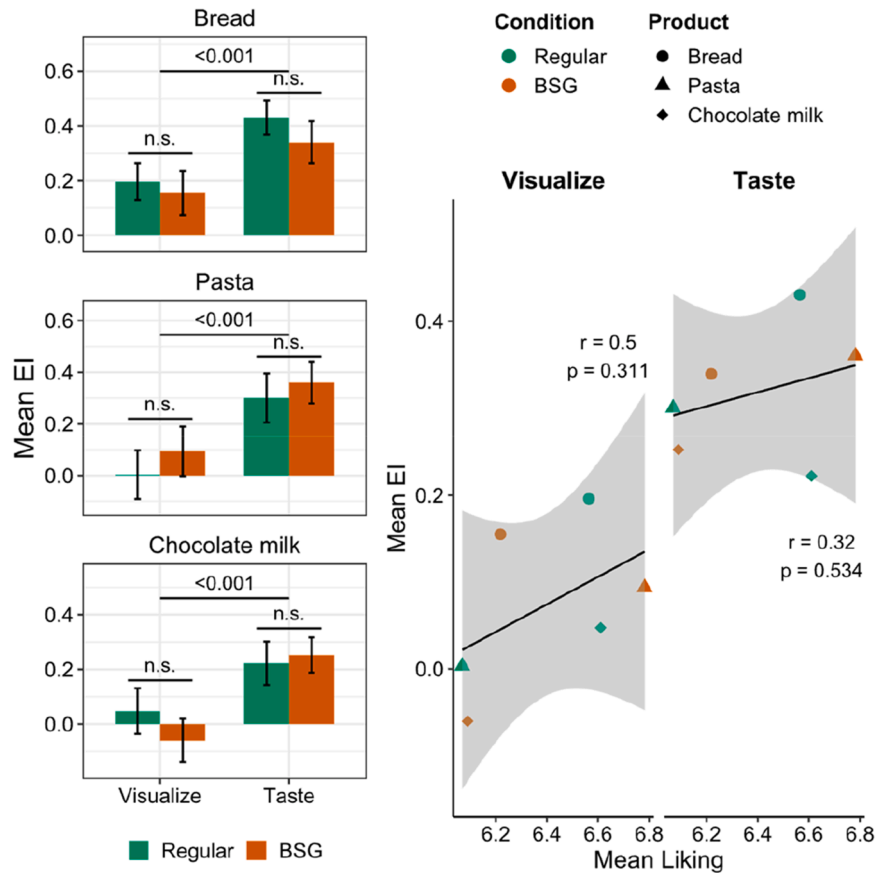 Bread
<0.001
n.s.
n.s.
0.6
0.4
0.2
0.0
Pasta
<0.001
n.s.
n.s.
0.6
0.4
0.2
0.0
Mean EI
Chocolate milk
<0.001
n.s.
n.s.
0.4
0.2
0.0
Visualize Taste
Regular BSG
Condition Product
Regular Bread
BSG Pasta
Chocolate milk
Visualize Taste
r = 0.5
p = 0.311
r = 0.32
p = 0.534
0.4
0.2
0.0
Mean EI
6.2 6.4 6.6 6.8 6.2 6.4 6.6 6.8
Mean Liking